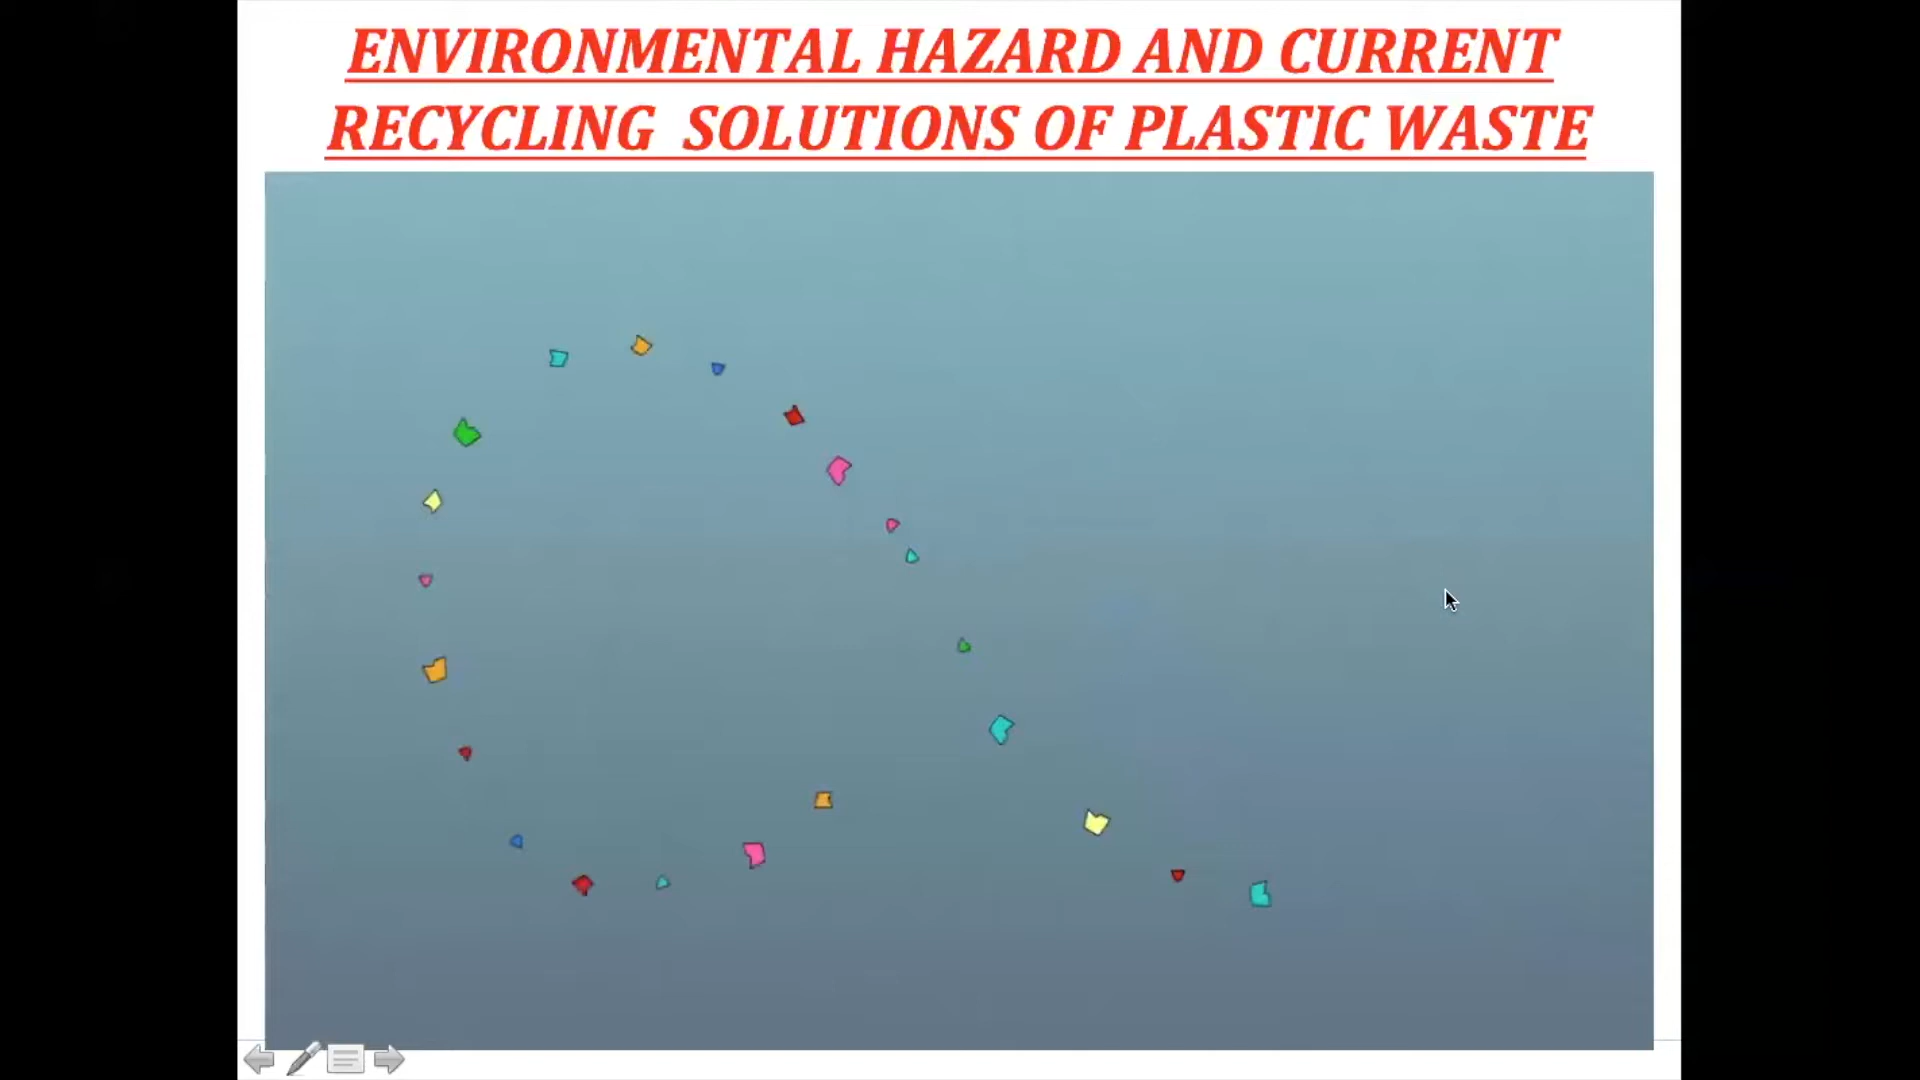 ENVIRONMENTAL HAZARD AND CURRENT
RECYCLING SOLUTIONS OF PLASTIC WASTE